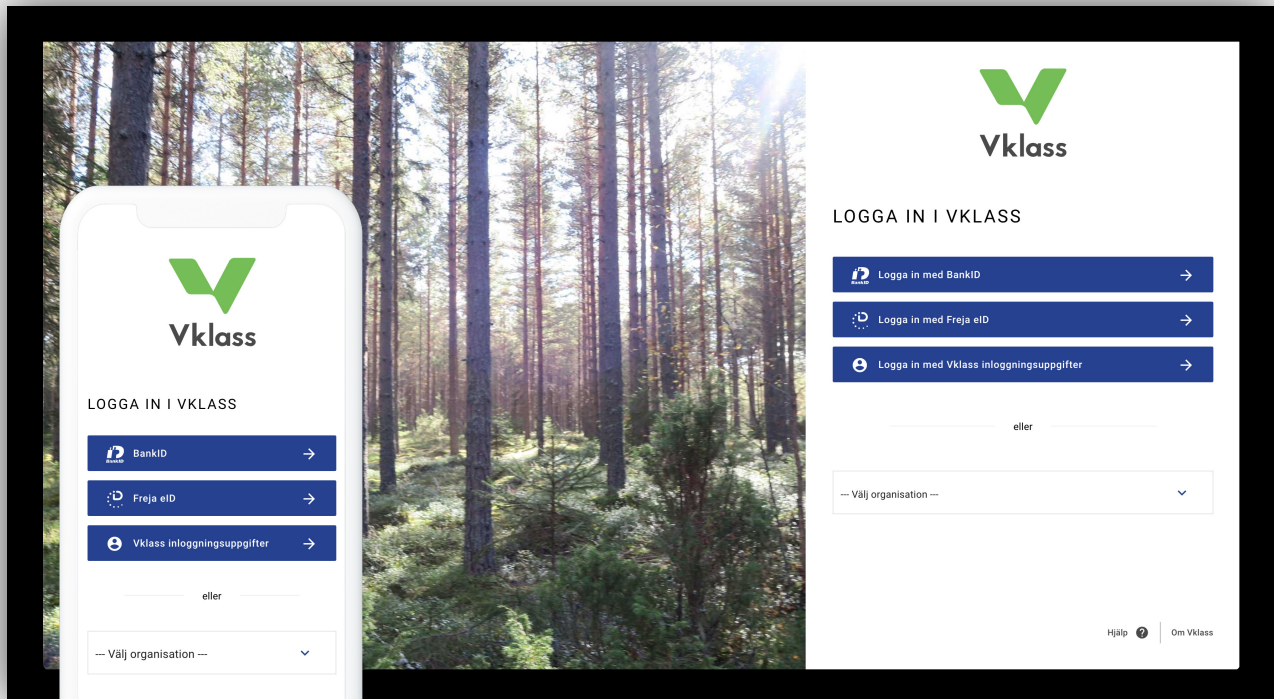 Vklass
LOGGA IN I VKLASS
BankID
BankID
Freja eID
Vklass inloggningsuppgifter
eller
--- Välj organisation ---
Vklass
LOGGA IN I VKLASS
BankID
Logga in med BankID
Logga in med Freja eID
Logga in med Vklass inloggningsuppgifter
eller
--- Välj organisation ---
Hjälp ?
Om Vklass